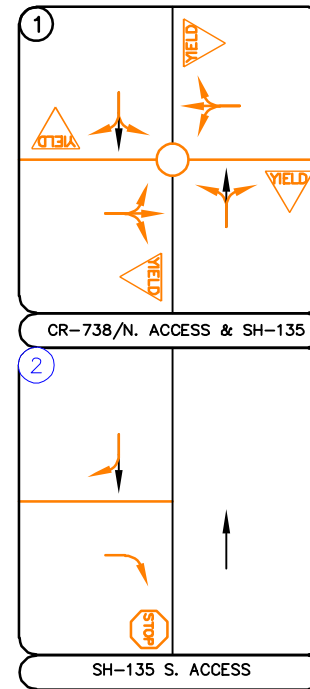 1
YIELD
YIELD
YIELD
YIELD
CR-738/N. ACCESS & SH-135
2
STOP
SH-135 S. ACCESS